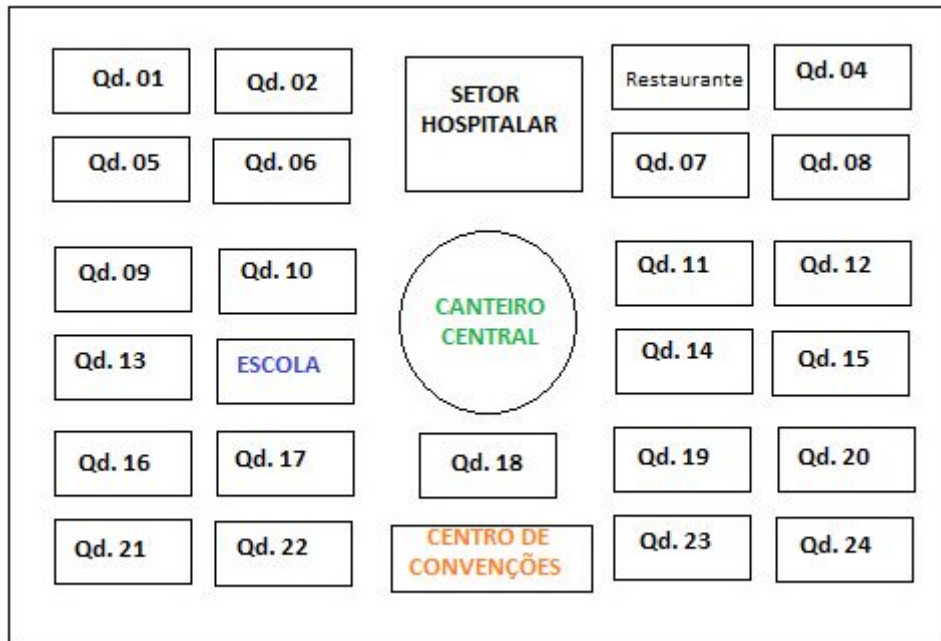 Qd. 01
Qd. 02
SETOR
HOSPITALAR
Restaurante
Qd. 04
Qd. 05
Qd. 06
Qd. 07
Qd. 08
Qd. 09
Qd. 10
CANTEIRO
CENTRAL
Qd. 11
Qd. 12
Qd. 13
ESCOLA
Qd. 14
Qd. 15
Qd. 16
Qd. 17
Qd. 18
Qd. 19
Qd. 20
Qd. 21
Qd. 22
CENTRO DE
CONVENÇÕES
Qd. 23
Qd. 24